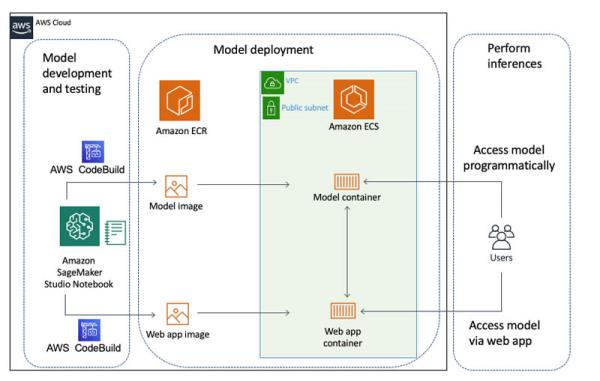 aws
AWS Cloud
Model
development
and testing
Model deployment
Perform
inferences
VPC
Public subnet
Amazon ECR
Amazon ECS
AWS CodeBuild
Access model
programmatically
Model image
Model container
Amazon
SageMaker
Studio Notebook
Users
Web app image
Web app
container
AWS CodeBuild
Access model
via web app